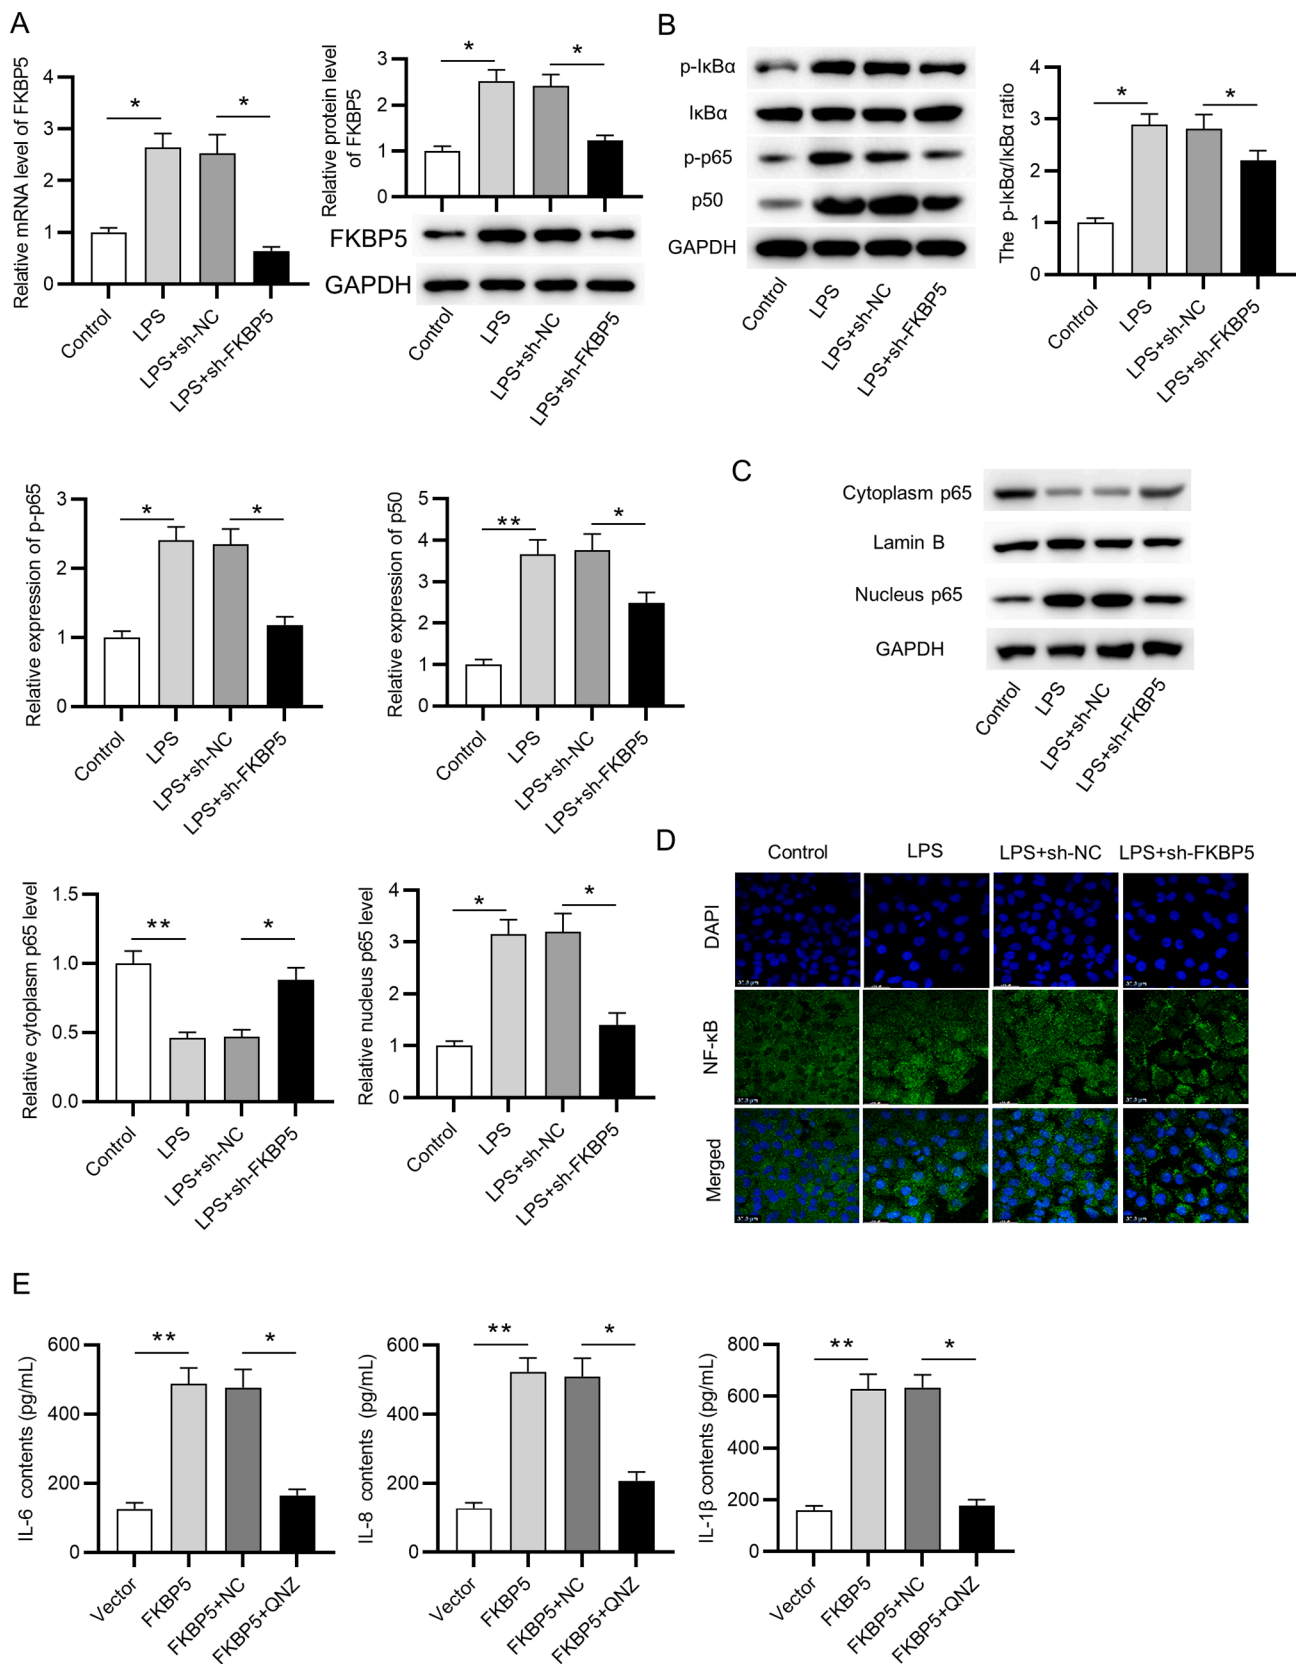 A
Relative mRNA level of FKBP5
4
3
2
1
0
*
*
Control
LPS
LPS+sh-NC
LPS+sh-FKBP5
Relative protein level
of FKBP5
3
2
1
0
*
*
FKBP5
GAPDH
Control
LPS
LPS+sh-NC
LPS+sh-FKBP5
B
p-IκBα
IκBα
p-p65
p50
GAPDH
Control
LPS
LPS+sh-NC
LPS+sh-FKBP5
The p-IκBα/IκBα ratio
4
3
2
1
0
*
*
Control
LPS
LPS+sh-NC
LPS+sh-FKBP5
Relative expression of p-p65
3
2
1
0
*
*
Control
LPS
LPS+sh-NC
LPS+sh-FKBP5
Relative expression of p50
5
4
3
2
1
0
**
*
Control
LPS
LPS+sh-NC
LPS+sh-FKBP5
C
Cytoplasm p65
Lamin B
Nucleus p65
GAPDH
Control
LPS
LPS+sh-NC
LPS+sh-FKBP5
Relative cytoplasm p65 level
1.5
1.0
0.5
0.0
**
*
Control
LPS
LPS+sh-NC
LPS+sh-FKBP5
Relative nucleus p65 level
4
3
2
1
0
*
*
Control
LPS
LPS+sh-NC
LPS+sh-FKBP5
D
Control LPS LPS+sh-NC LPS+sh-FKBP5
DAPI
NF-κB
Merged
E
IL-6 contents (pg/mL)
600
400
200
0
**
*
Vector
FKBP5
FKBP5+NC
FKBP5+QNZ
IL-8 contents (pg/mL)
600
400
200
0
**
*
Vector
FKBP5
FKBP5+NC
FKBP5+QNZ
IL-1β contents (pg/mL)
800
600
400
200
0
**
*
Vector
FKBP5
FKBP5+NC
FKBP5+QNZ